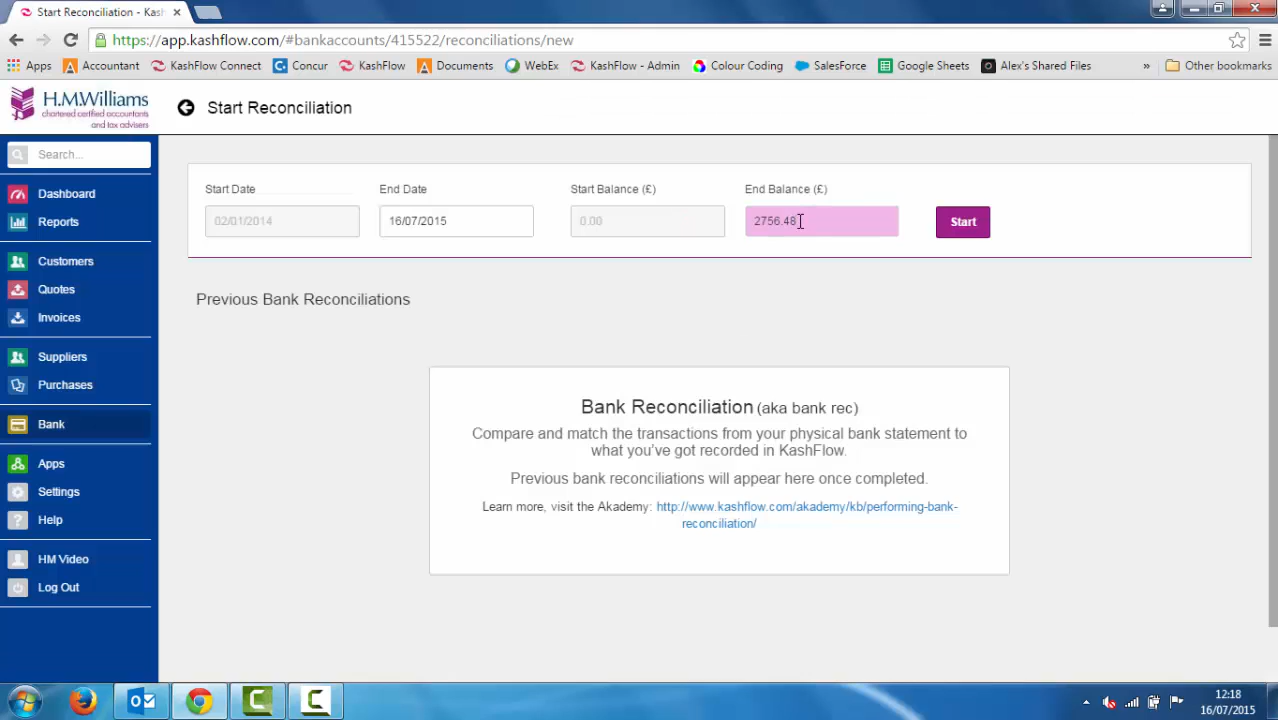 Start Reconciliation - Kash
https://app.kashflow.com/#bankaccounts/415522/reconciliations/new
Apps Accountant KashFlow Connect Concur KashFlow Documents WebEx KashFlow - Admin Colour Coding SalesForce Google Sheets Alex's Shared Files » Other bookmarks
H.M.Williams
chartered certified accountants
and tax advisers
Start Reconciliation
Search...
Dashboard
Reports
Customers
Quotes
Invoices
Suppliers
Purchases
Bank
Apps
Settings
Help
HM Video
Log Out
Start Date End Date Start Balance (£) End Balance (£)
02/01/2014 16/07/2015 0.00 2756.48 Start
Previous Bank Reconciliations
Bank Reconciliation (aka bank rec)
Compare and match the transactions from your physical bank statement to
what you've got recorded in KashFlow.
Previous bank reconciliations will appear here once completed.
Learn more, visit the Akademy: http://www.kashflow.com/akademy/kb/performing-bank-
reconciliation/
12:18
16/07/2015